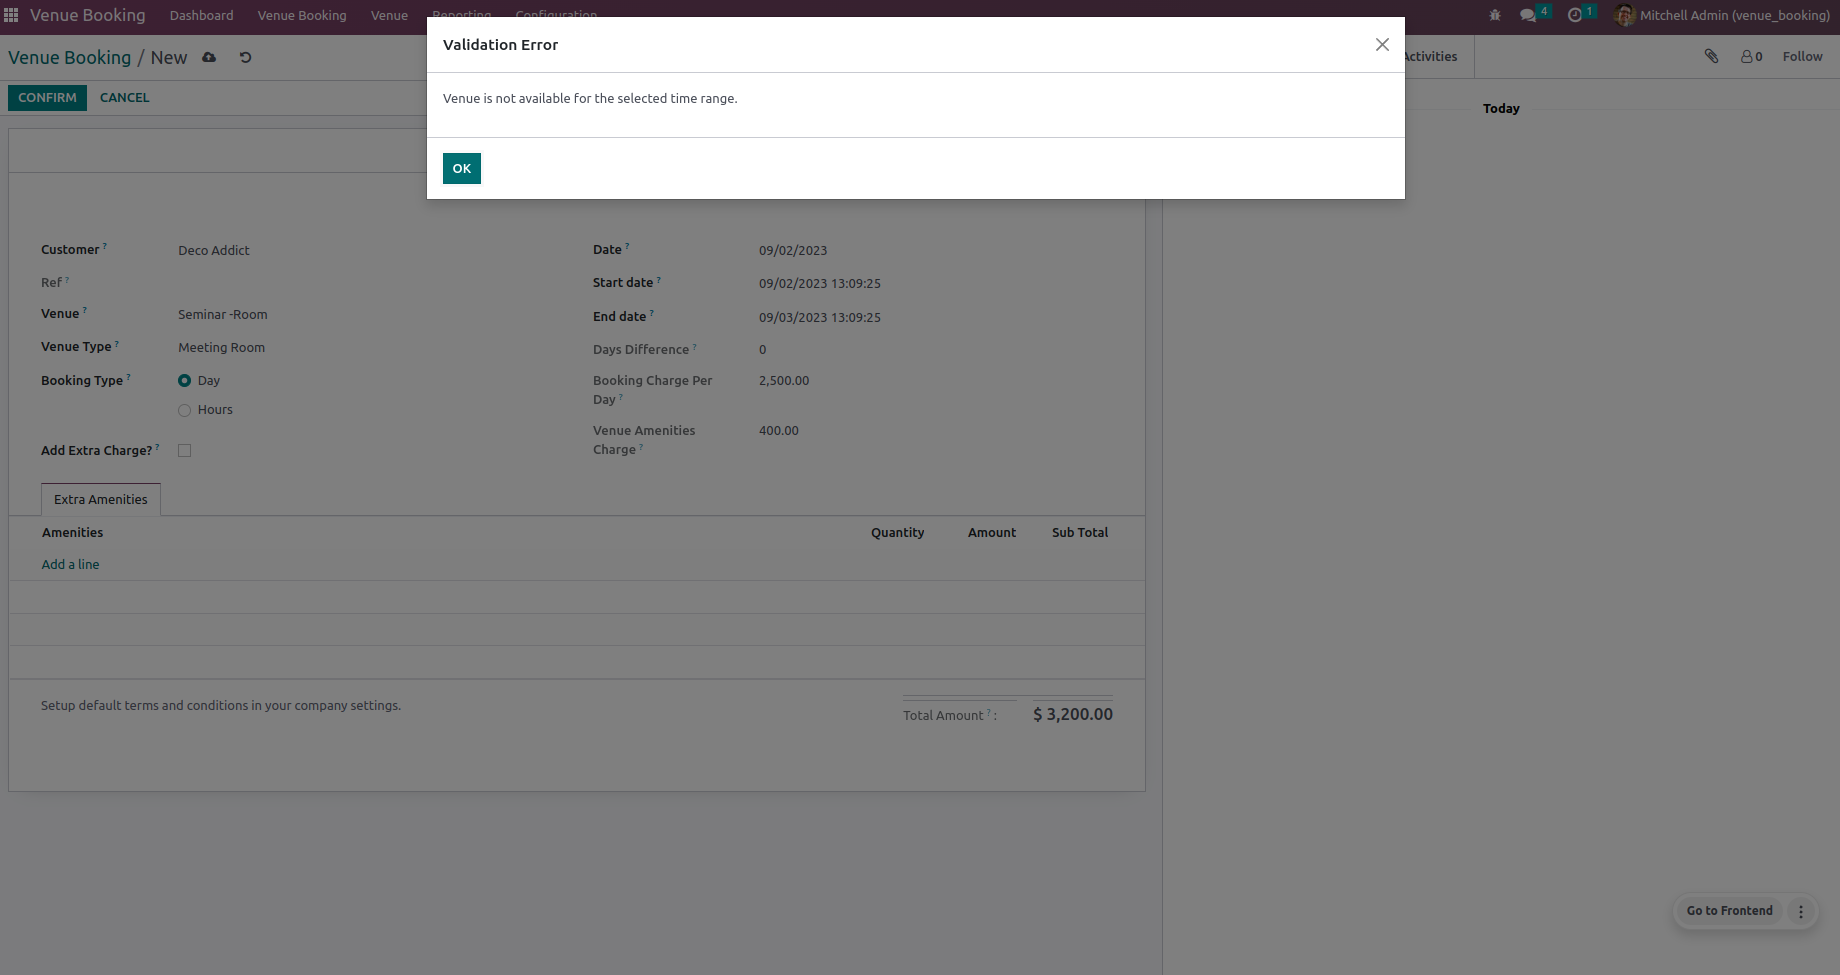 Venue Booking Dashboard Venue Booking Venue Reporting Configuration 4 1 Mitchell Admin (venue_booking)
Venue Booking / New
Activities 0 Follow
CONFIRM CANCEL
Today
Validation Error
Venue is not available for the selected time range.
OK
Customer ? Deco Addict
Date ? 09/02/2023
Ref ?
Start date ? 09/02/2023 13:09:25
Venue ? Seminar -Room
End date ? 09/03/2023 13:09:25
Venue Type ? Meeting Room
Days Difference ? 0
Booking Type ? Day
Hours
Booking Charge Per
Day ?
2,500.00
Venue Amenities
Charge ?
400.00
Add Extra Charge? ?
Extra Amenities
Amenities Quantity Amount Sub Total
Add a line
Setup default terms and conditions in your company settings.
Total Amount ? : $ 3,200.00
Go to Frontend